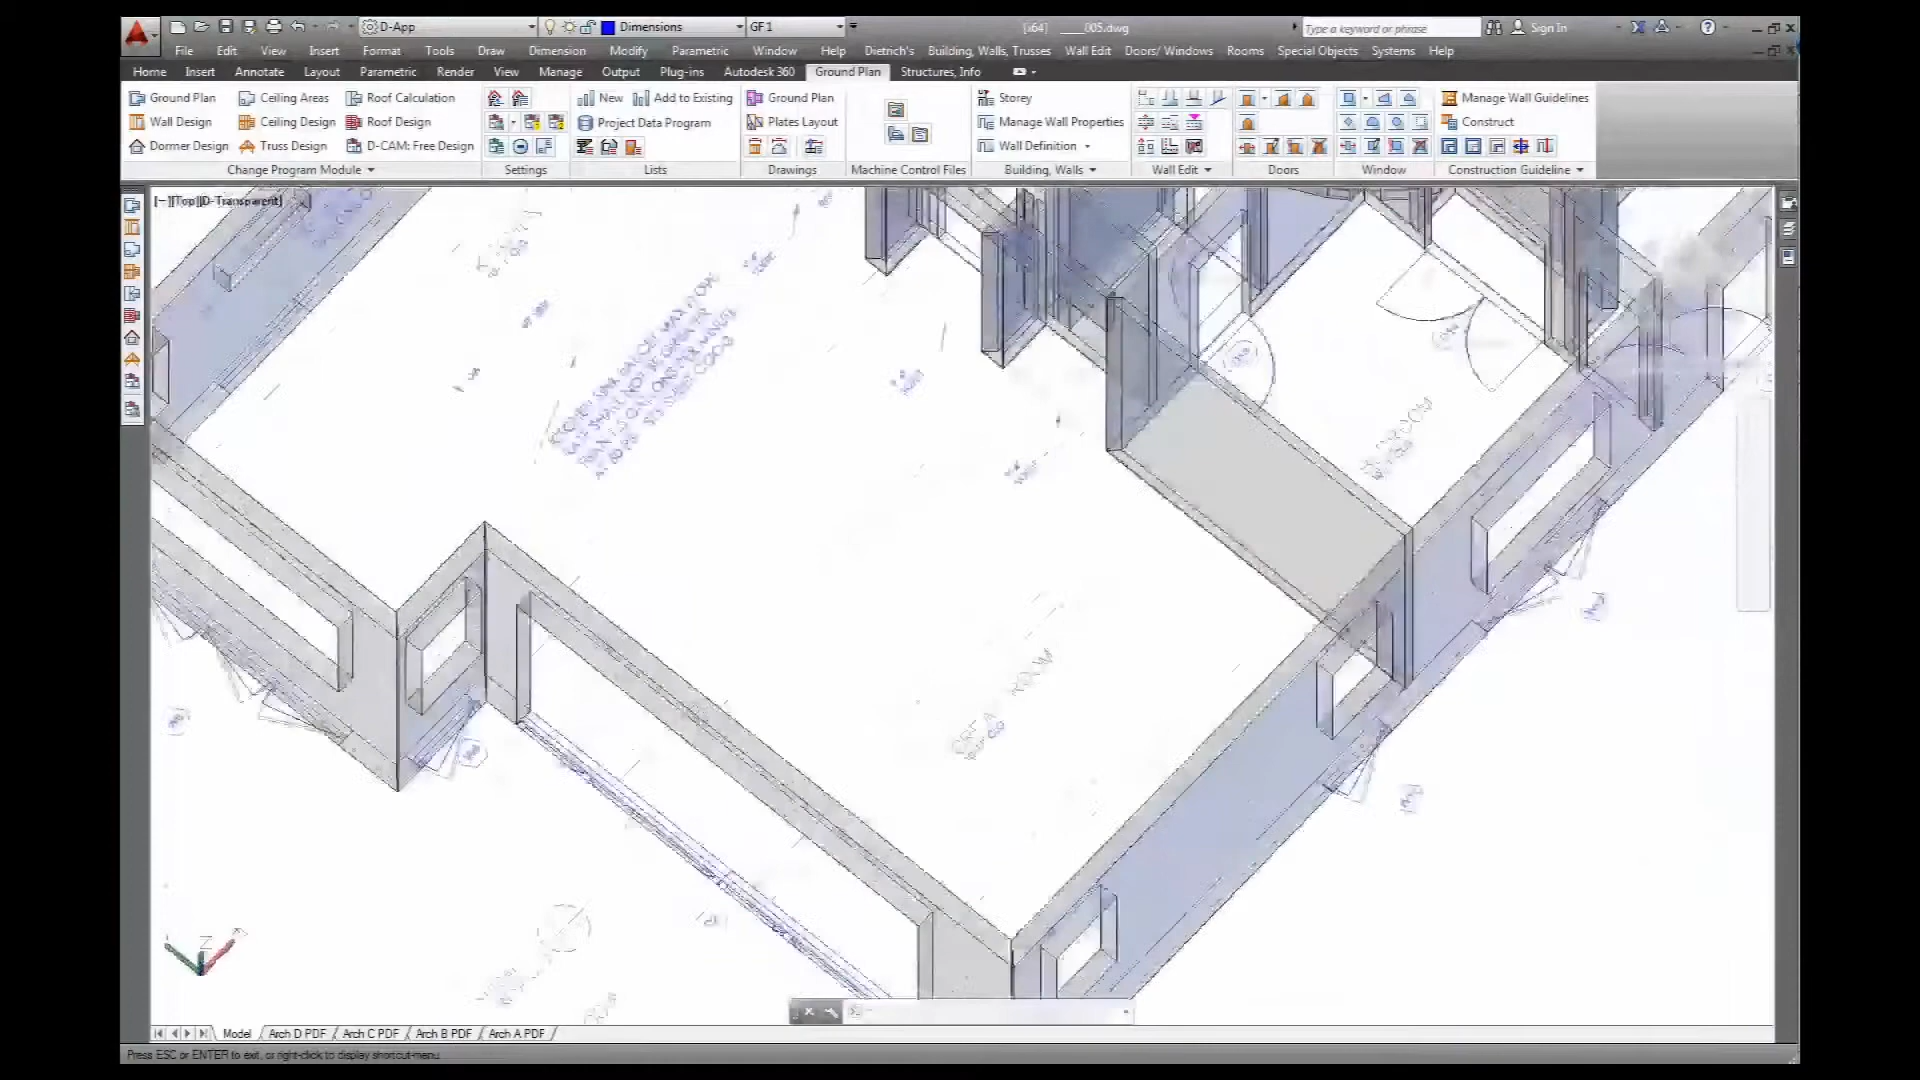 D-App
Dimensions
GF1
[x64] ____005.dwg
Type a keyword or phrase
Sign In
File Edit View Insert Format Tools Draw Dimension Modify Parametric Window Help Dietrich's Building, Walls, Trusses Wall Edit Doors/ Windows Rooms Special Objects Systems Help
Home Insert Annotate Layout Parametric Render View Manage Output Plug-ins Autodesk 360 Ground Plan Structures, Info
Ground Plan Ceiling Areas Roof Calculation New Add to Existing Ground Plan Storey Manage Wall Guidelines
Wall Design Ceiling Design Roof Design Project Data Program Plates Layout Manage Wall Properties Construct
Dormer Design Truss Design D-CAM: Free Design Wall Definition
Change Program Module Settings Lists Drawings Machine Control Files Building, Walls Wall Edit Doors Window Construction Guideline
[−][Top][D-Transparent]
ROOM
Z
Model Arch D PDF Arch C PDF Arch B PDF Arch A PDF
Press ESC or ENTER to exit, or right-click to display shortcut-menu.